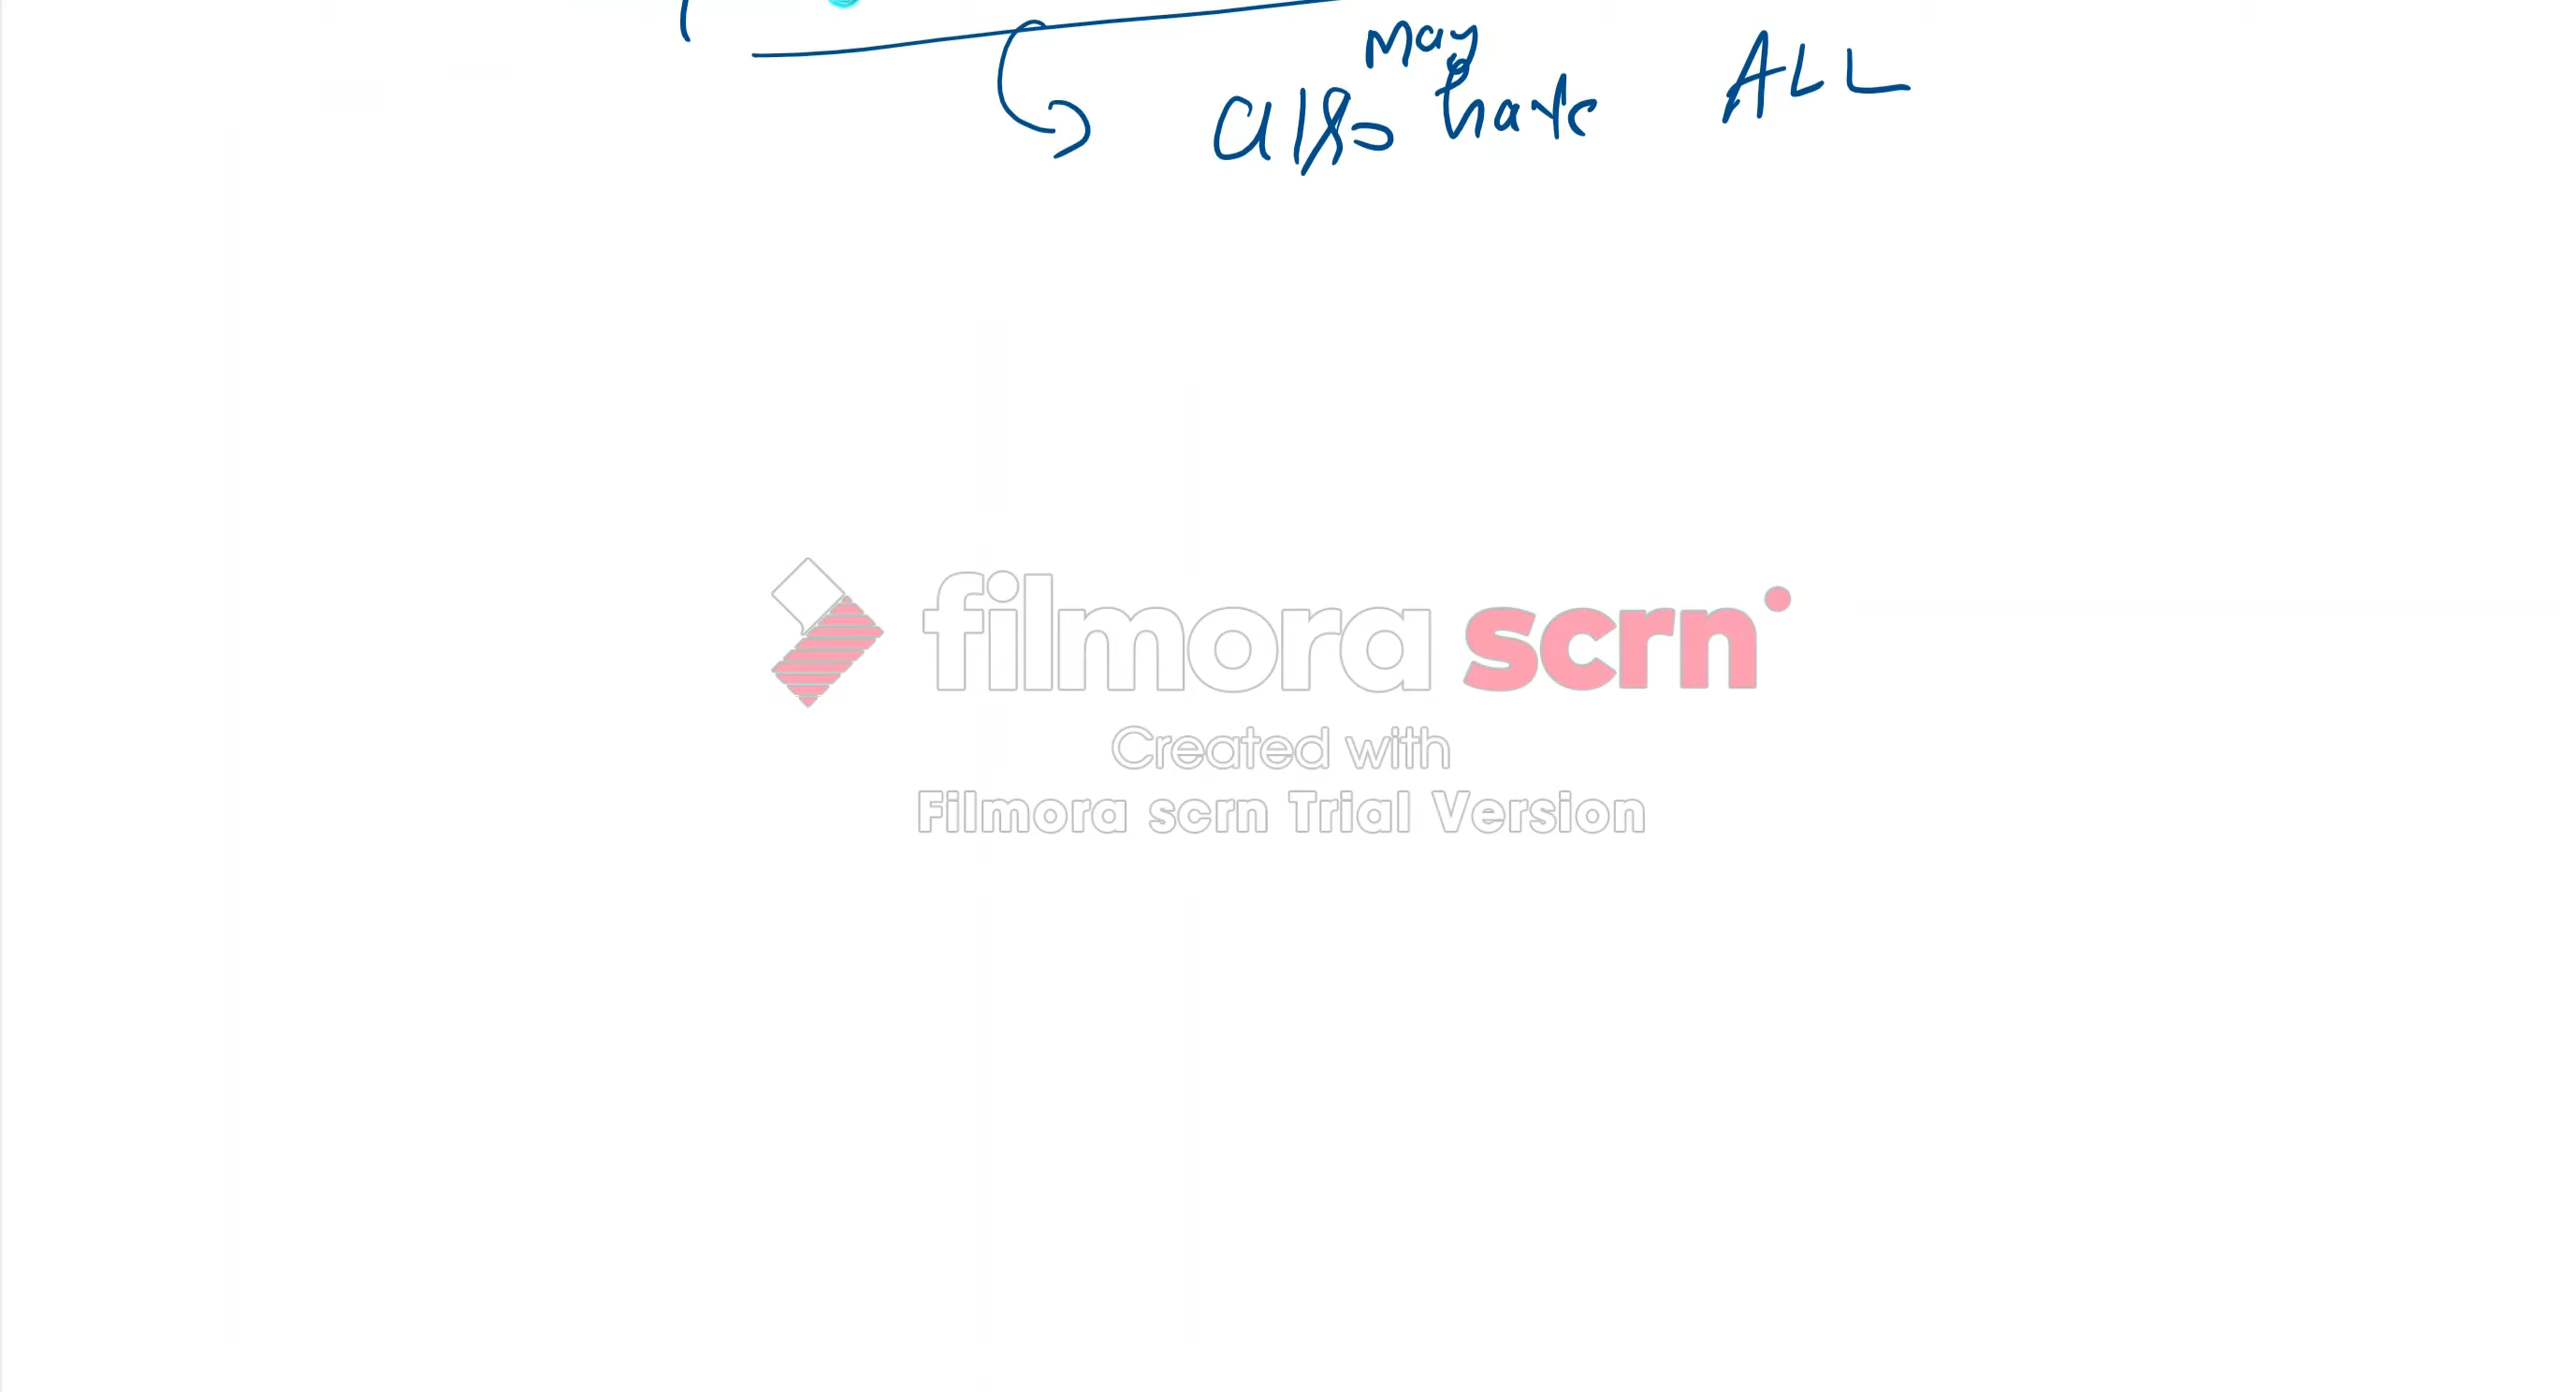 may
also have ALL
filmora scrn
Created with
Filmora scrn Trial Version